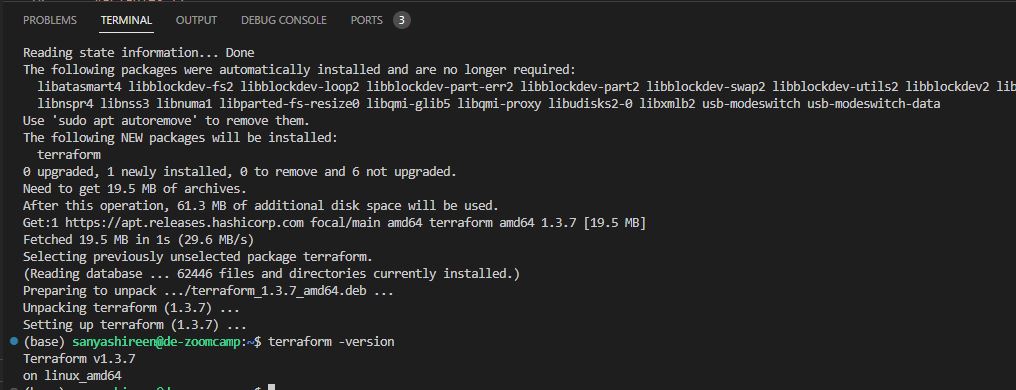 PROBLEMS TERMINAL OUTPUT DEBUG CONSOLE PORTS 3
Reading state information... Done
The following packages were automatically installed and are no longer required:
libatasmart4 libblockdev-fs2 libblockdev-loop2 libblockdev-part-err2 libblockdev-part2 libblockdev-swap2 libblockdev-utils2 libblockdev2 lib
libnspr4 libnss3 libnuma1 libparted-fs-resize0 libqmi-glib5 libqmi-proxy libudisks2-0 libxmlb2 usb-modeswitch usb-modeswitch-data
Use 'sudo apt autoremove' to remove them.
The following NEW packages will be installed:
terraform
0 upgraded, 1 newly installed, 0 to remove and 6 not upgraded.
Need to get 19.5 MB of archives.
After this operation, 61.3 MB of additional disk space will be used.
Get:1 https://apt.releases.hashicorp.com focal/main amd64 terraform amd64 1.3.7 [19.5 MB]
Fetched 19.5 MB in 1s (29.6 MB/s)
Selecting previously unselected package terraform.
(Reading database ... 62446 files and directories currently installed.)
Preparing to unpack .../terraform_1.3.7_amd64.deb ...
Unpacking terraform (1.3.7) ...
Setting up terraform (1.3.7) ...
(base) sanyashireen@de-zoomcamp:~$ terraform -version
Terraform v1.3.7
on linux_amd64